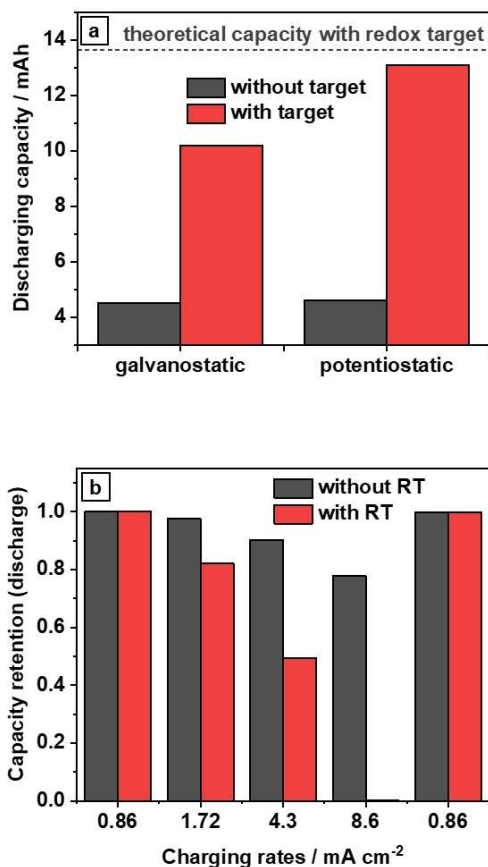 a
theoretical capacity with redox target
14
12
10
8
6
4
Discharging capacity / mAh
without target
with target
galvanostatic
potentiostatic
b
without RT
with RT
1.0
0.8
0.6
0.4
0.2
0.0
Capacity retention (discharge)
0.86 1.72 4.3 8.6 0.86
Charging rates / mA cm⁻²